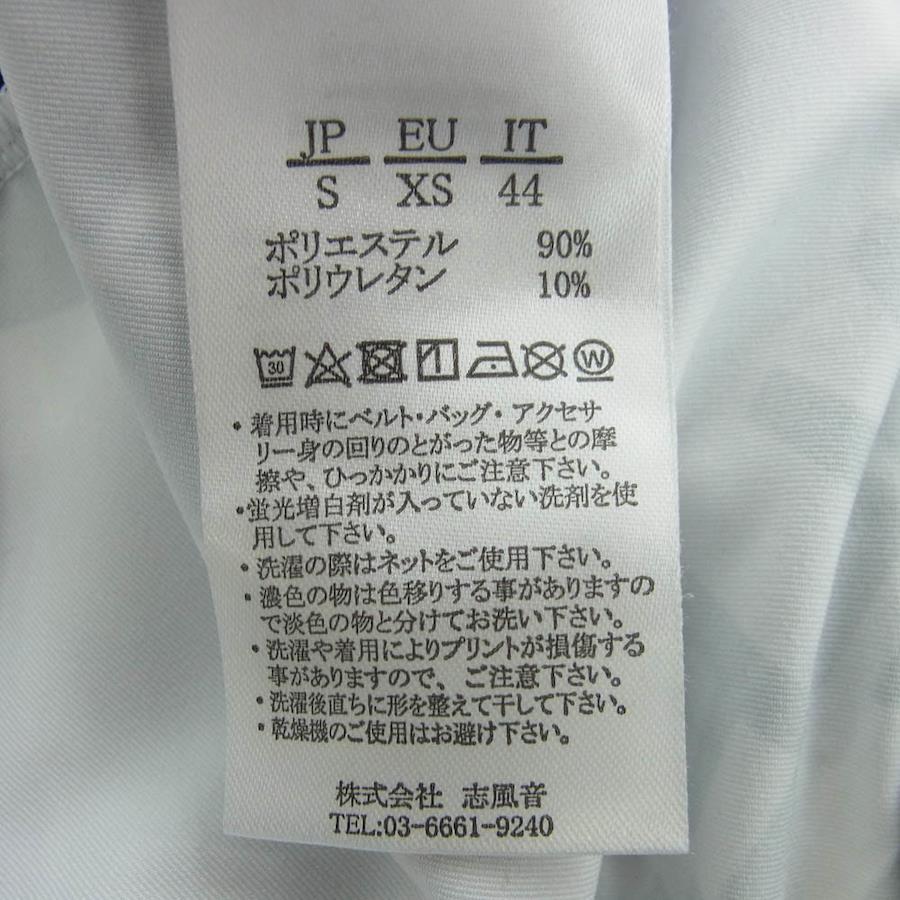 JP EU IT
S XS 44
ポリエステル 90%
ポリウレタン 10%
30 W
・着用時にベルト・バッグ・アクセサ
リー身の回りのとがった物等との摩
擦や、ひっかかりにご注意下さい。
・蛍光増白剤が入っていない洗剤を使
用して下さい。
・洗濯の際はネットをご使用下さい。
・濃色の物は色移りする事がありますの
で淡色の物と分けてお洗い下さい。
・洗濯や着用によりプリントが損傷する
事がありますので、ご注意下さい。
・洗濯後直ちに形を整えて干して下さい。
・乾燥機のご使用はお避け下さい。
株式会社 志風音
TEL:03-6661-9240